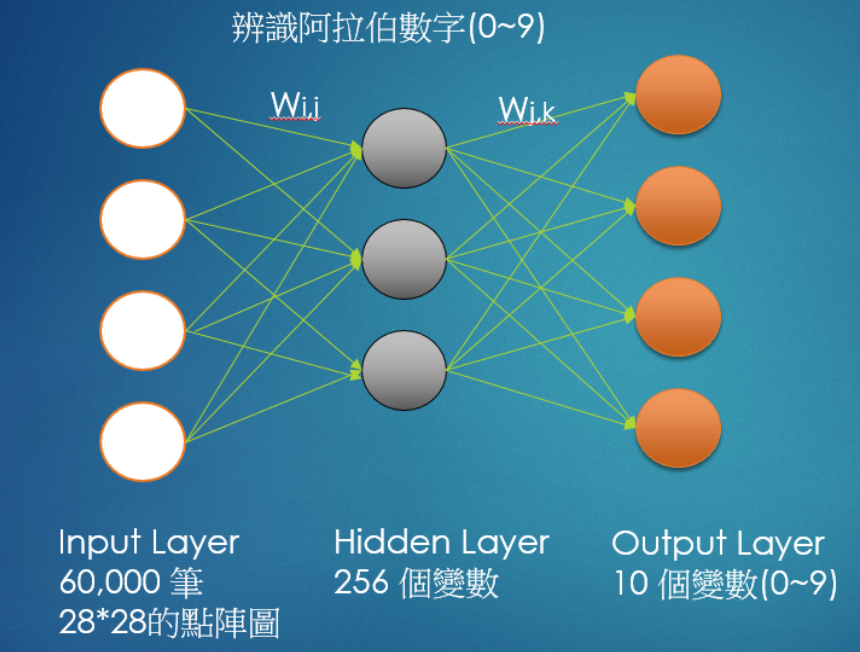 辨識阿拉伯數字(0~9)
Wi,j
Wj,k
Input Layer
60,000 筆
28*28的點陣圖
Hidden Layer
256 個變數
Output Layer
10 個變數(0~9)